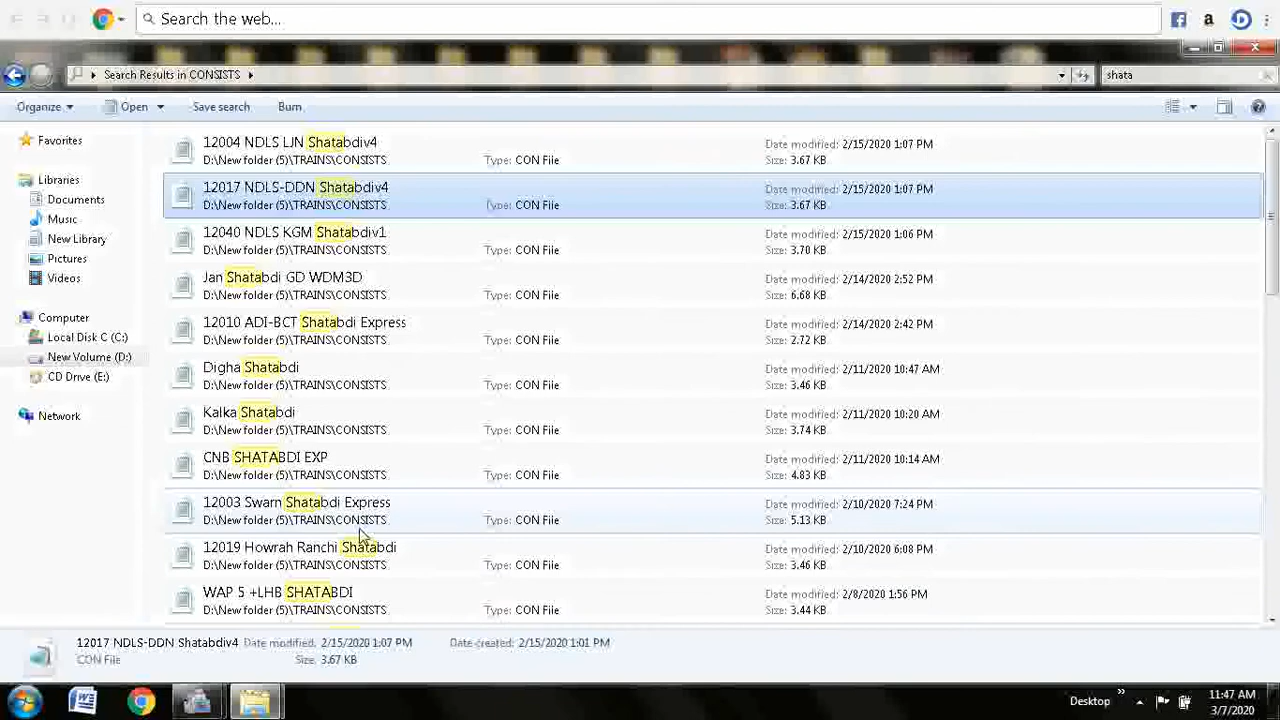 Search the web...
Search Results in CONSISTS
shata
Organize Open Save search Burn
Favorites
Libraries
Documents
Music
New Library
Pictures
Videos
Computer
Local Disk C (C:)
New Volume (D:)
CD Drive (E:)
Network
12004 NDLS LJN Shatabdiv4 Date modified: 2/15/2020 1:07 PM
D:\New folder (5)\TRAINS\CONSISTS Type: CON File Size: 3.67 KB
12017 NDLS-DDN Shatabdiv4 Date modified: 2/15/2020 1:07 PM
D:\New folder (5)\TRAINS\CONSISTS Type: CON File Size: 3.67 KB
12040 NDLS KGM Shatabdiv1 Date modified: 2/15/2020 1:06 PM
D:\New folder (5)\TRAINS\CONSISTS Type: CON File Size: 3.70 KB
Jan Shatabdi GD WDM3D Date modified: 2/14/2020 2:52 PM
D:\New folder (5)\TRAINS\CONSISTS Type: CON File Size: 6.68 KB
12010 ADI-BCT Shatabdi Express Date modified: 2/14/2020 2:42 PM
D:\New folder (5)\TRAINS\CONSISTS Type: CON File Size: 2.72 KB
Digha Shatabdi Date modified: 2/11/2020 10:47 AM
D:\New folder (5)\TRAINS\CONSISTS Type: CON File Size: 3.46 KB
Kalka Shatabdi Date modified: 2/11/2020 10:20 AM
D:\New folder (5)\TRAINS\CONSISTS Type: CON File Size: 3.74 KB
CNB SHATABDI EXP Date modified: 2/11/2020 10:14 AM
D:\New folder (5)\TRAINS\CONSISTS Type: CON File Size: 4.83 KB
12003 Swarn Shatabdi Express Date modified: 2/10/2020 7:24 PM
D:\New folder (5)\TRAINS\CONSISTS Type: CON File Size: 5.13 KB
12019 Howrah Ranchi Shatabdi Date modified: 2/10/2020 6:08 PM
D:\New folder (5)\TRAINS\CONSISTS Type: CON File Size: 3.46 KB
WAP 5 +LHB SHATABDI Date modified: 2/8/2020 1:56 PM
D:\New folder (5)\TRAINS\CONSISTS Type: CON File Size: 3.44 KB
12017 NDLS-DDN Shatabdiv4 Date modified: 2/15/2020 1:07 PM Date created: 2/15/2020 1:01 PM
CON File Size: 3.67 KB
Desktop
11:47 AM
3/7/2020